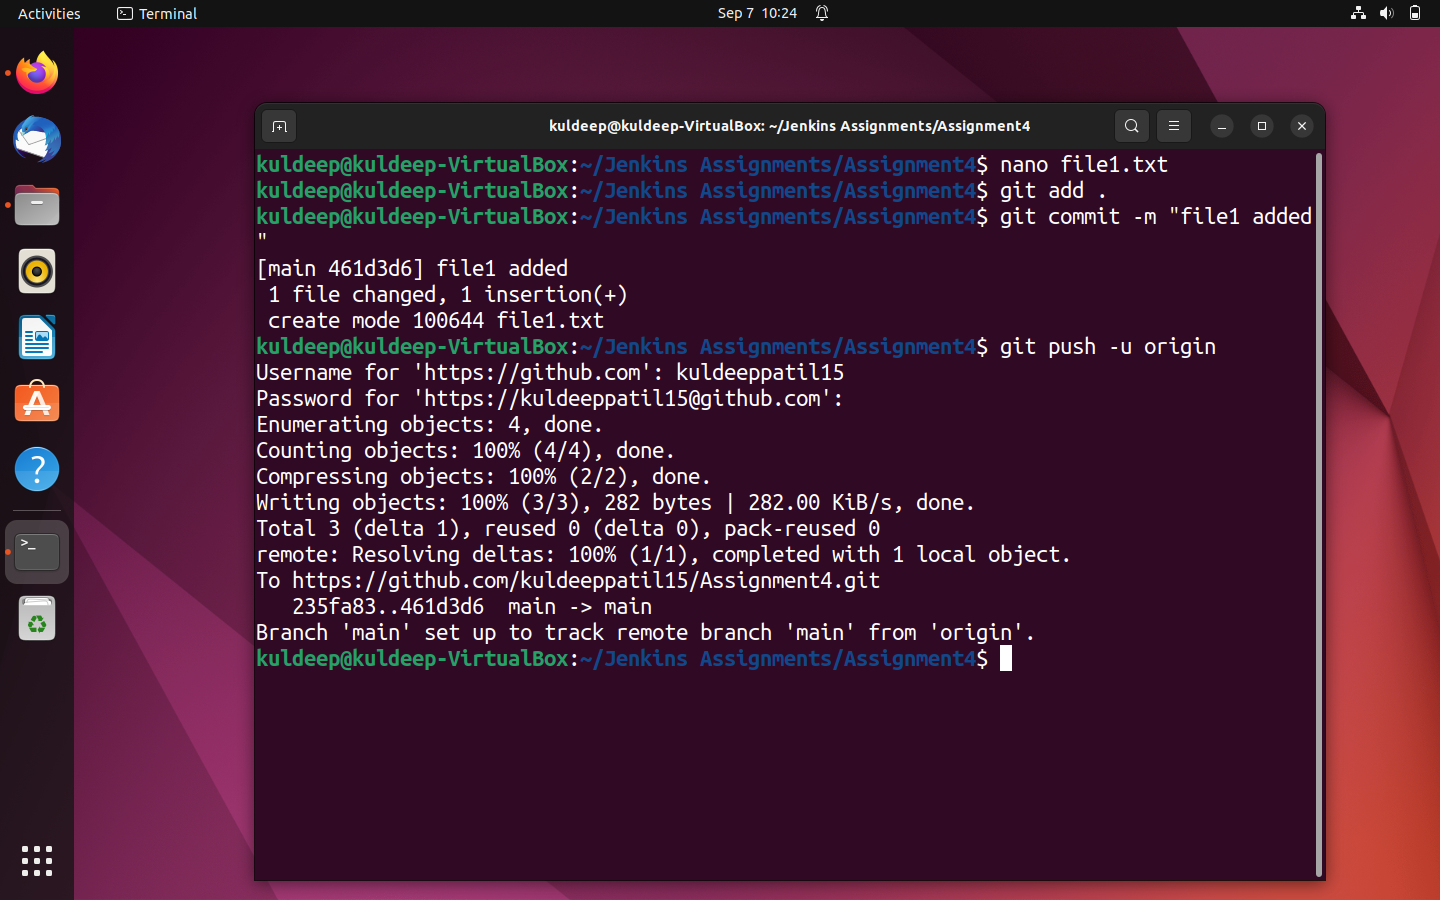 Activities
Terminal
Sep 7 10:24
kuldeep@kuldeep-VirtualBox: ~/Jenkins Assignments/Assignment4
kuldeep@kuldeep-VirtualBox:~/Jenkins Assignments/Assignment4$ nano file1.txt
kuldeep@kuldeep-VirtualBox:~/Jenkins Assignments/Assignment4$ git add .
kuldeep@kuldeep-VirtualBox:~/Jenkins Assignments/Assignment4$ git commit -m "file1 added
"
[main 461d3d6] file1 added
 1 file changed, 1 insertion(+)
 create mode 100644 file1.txt
kuldeep@kuldeep-VirtualBox:~/Jenkins Assignments/Assignment4$ git push -u origin
Username for 'https://github.com': kuldeeppatil15
Password for 'https://kuldeeppatil15@github.com':
Enumerating objects: 4, done.
Counting objects: 100% (4/4), done.
Compressing objects: 100% (2/2), done.
Writing objects: 100% (3/3), 282 bytes | 282.00 KiB/s, done.
Total 3 (delta 1), reused 0 (delta 0), pack-reused 0
remote: Resolving deltas: 100% (1/1), completed with 1 local object.
To https://github.com/kuldeeppatil15/Assignment4.git
   235fa83..461d3d6  main -> main
Branch 'main' set up to track remote branch 'main' from 'origin'.
kuldeep@kuldeep-VirtualBox:~/Jenkins Assignments/Assignment4$